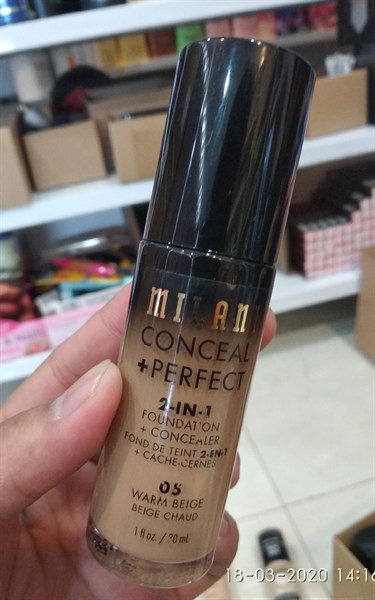 MILANI
CONCEAL
+PERFECT
2-IN-1
FOUNDATION
+ CONCEALER
FOND DE TEINT 2-EN-1
+ CACHE-CERNES
05
WARM BEIGE
BEIGE CHAUD
1 fl oz. / 30 ml
18-03-2020 14:16